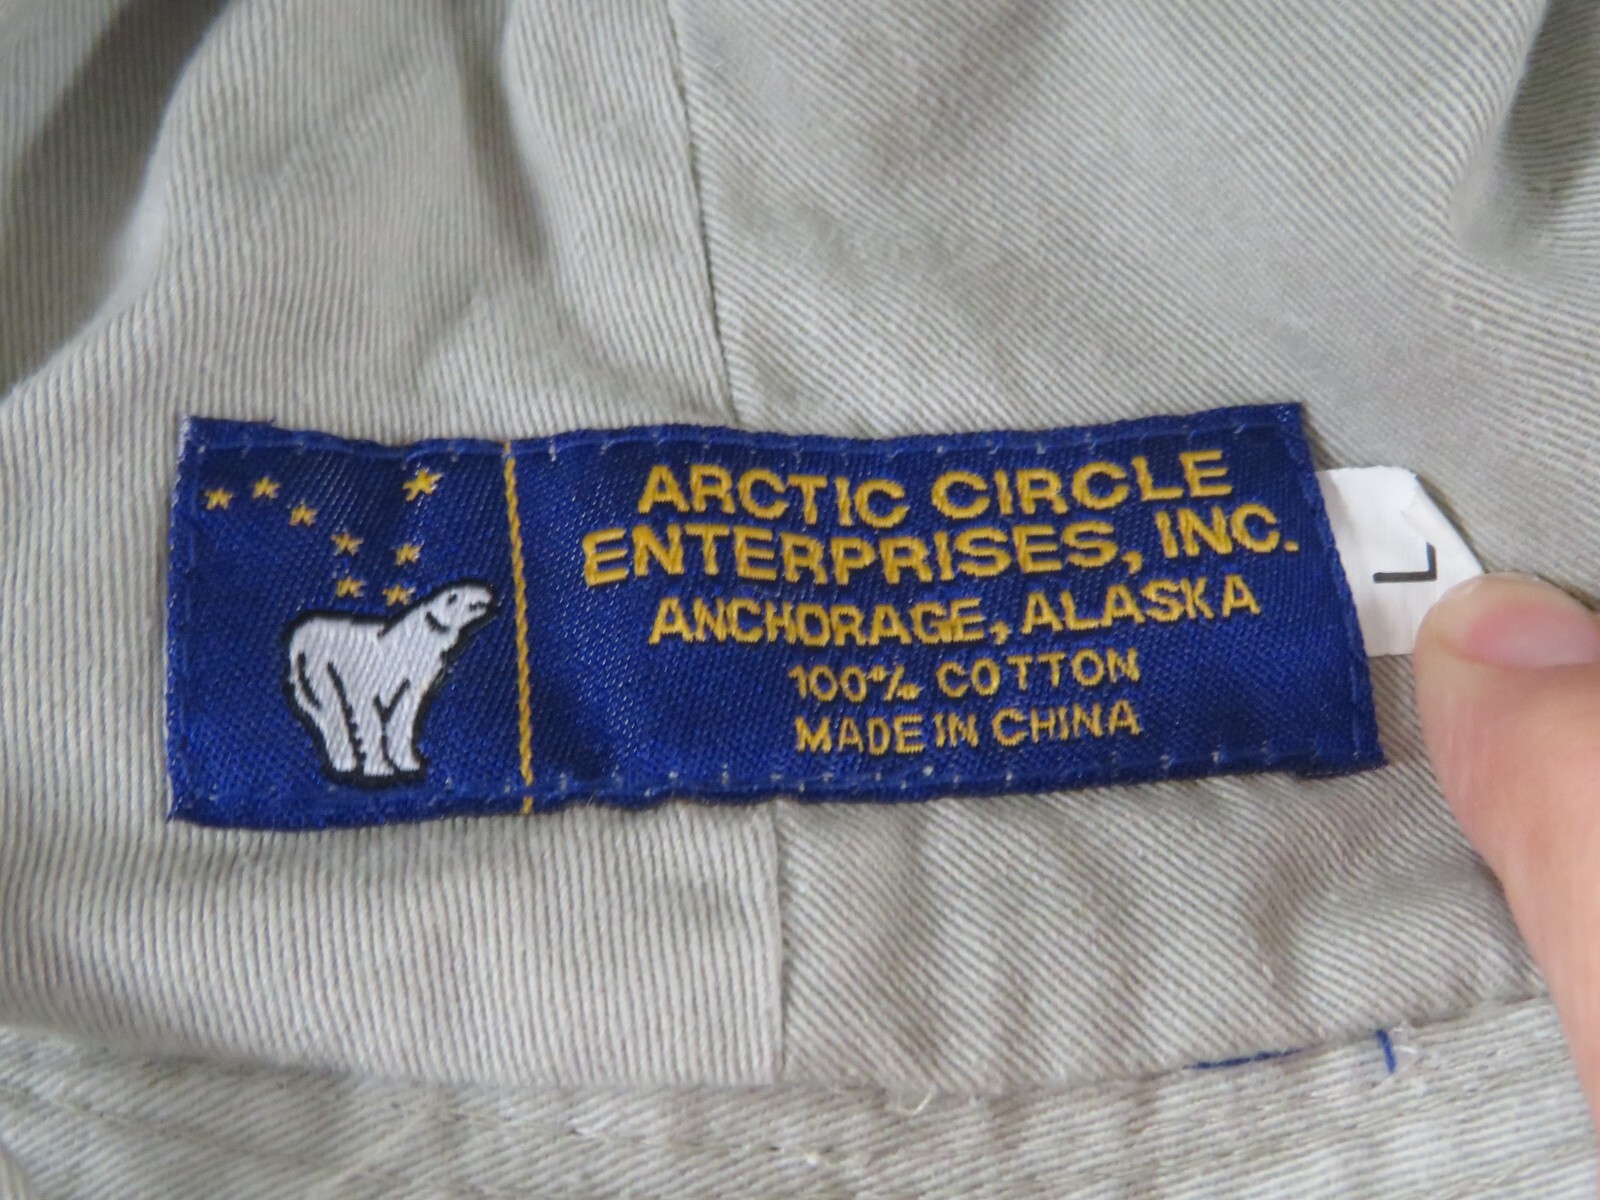 ARCTIC CIRCLE
ENTERPRISES, INC.
ANCHORAGE, ALASKA
100% COTTON
MADE IN CHINA
L